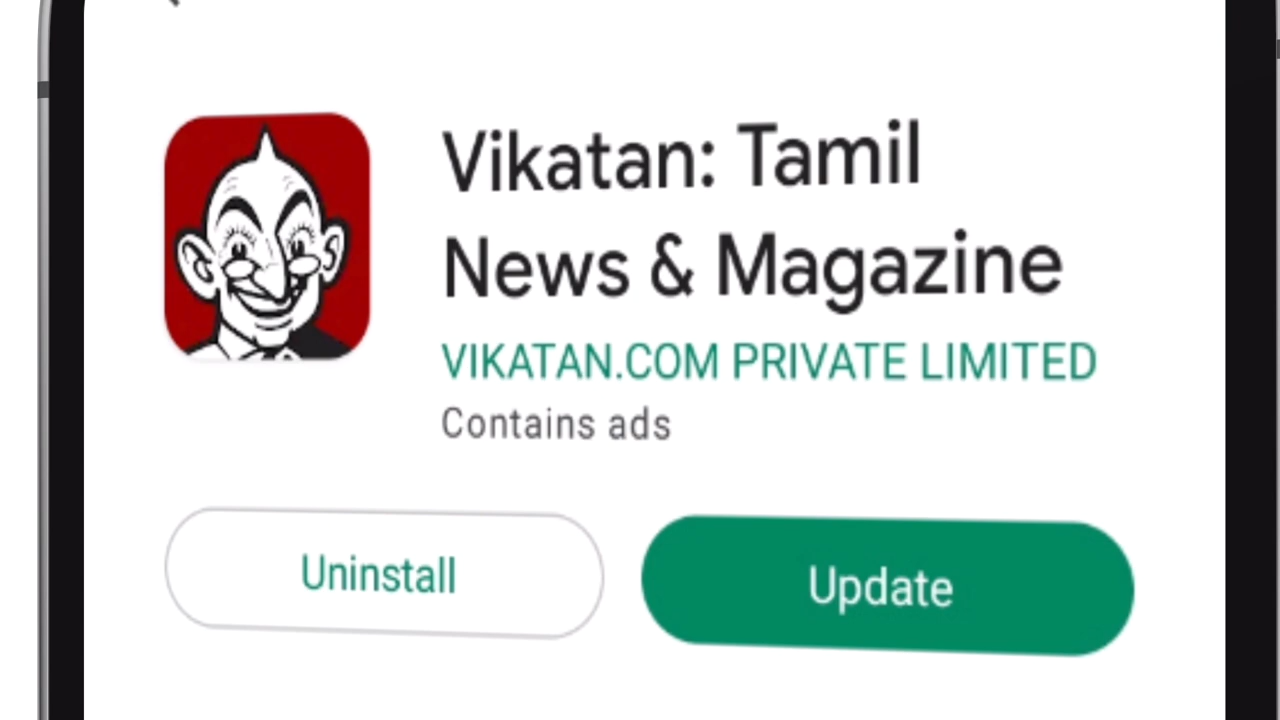 Vikatan: Tamil
News & Magazine
VIKATAN.COM PRIVATE LIMITED
Contains ads
Uninstall
Update